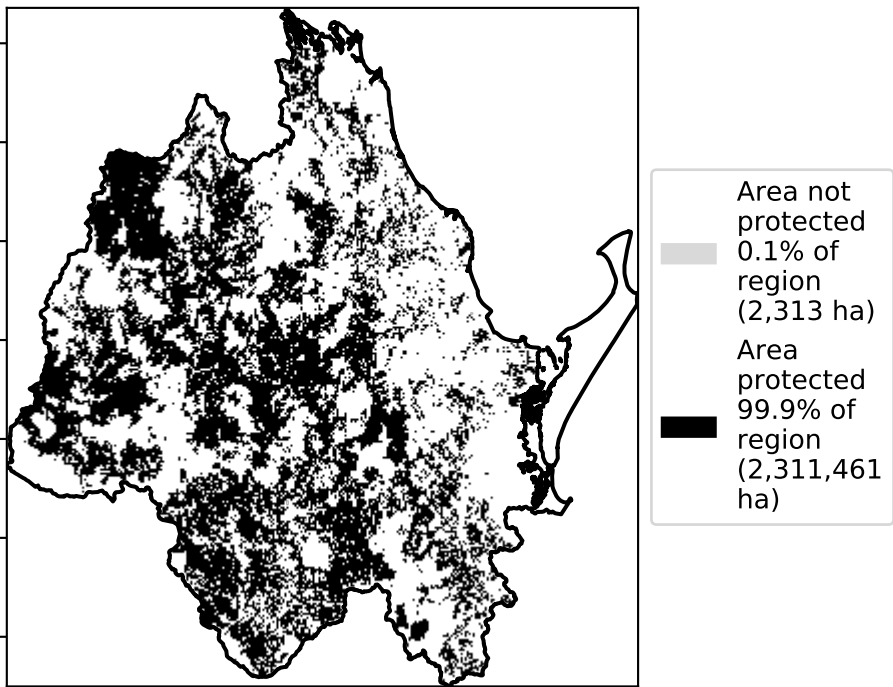 Area not
protected
0.1% of
region
(2,313 ha)
Area
protected
99.9% of
region
(2,311,461
ha)